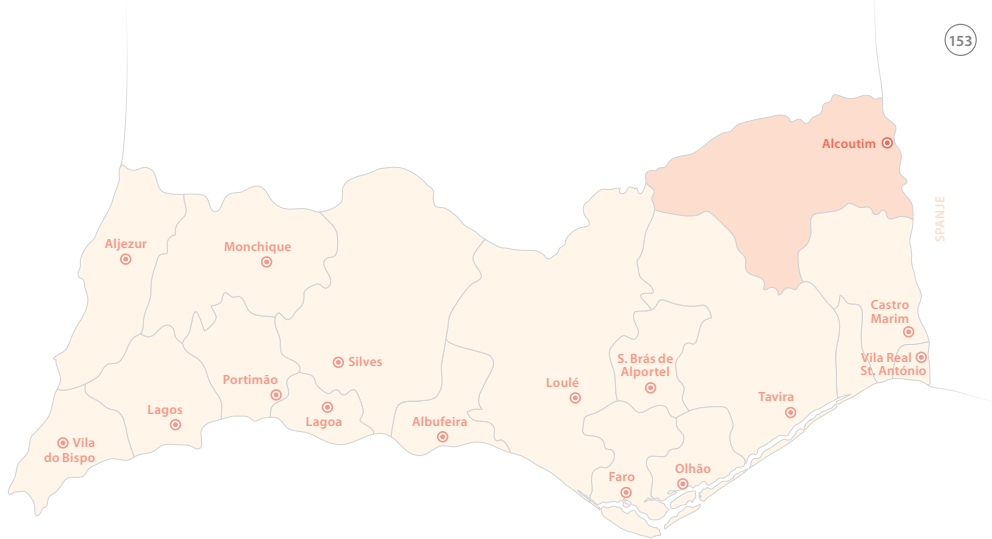 153
Alcoutim
SPANJE
Aljezur
Monchique
Castro
Marim
Silves
S. Brás de
Alportel
Vila Real
St. António
Portimão
Loulé
Tavira
Lagos
Lagoa
Albufeira
Vila
do Bispo
Faro
Olhão